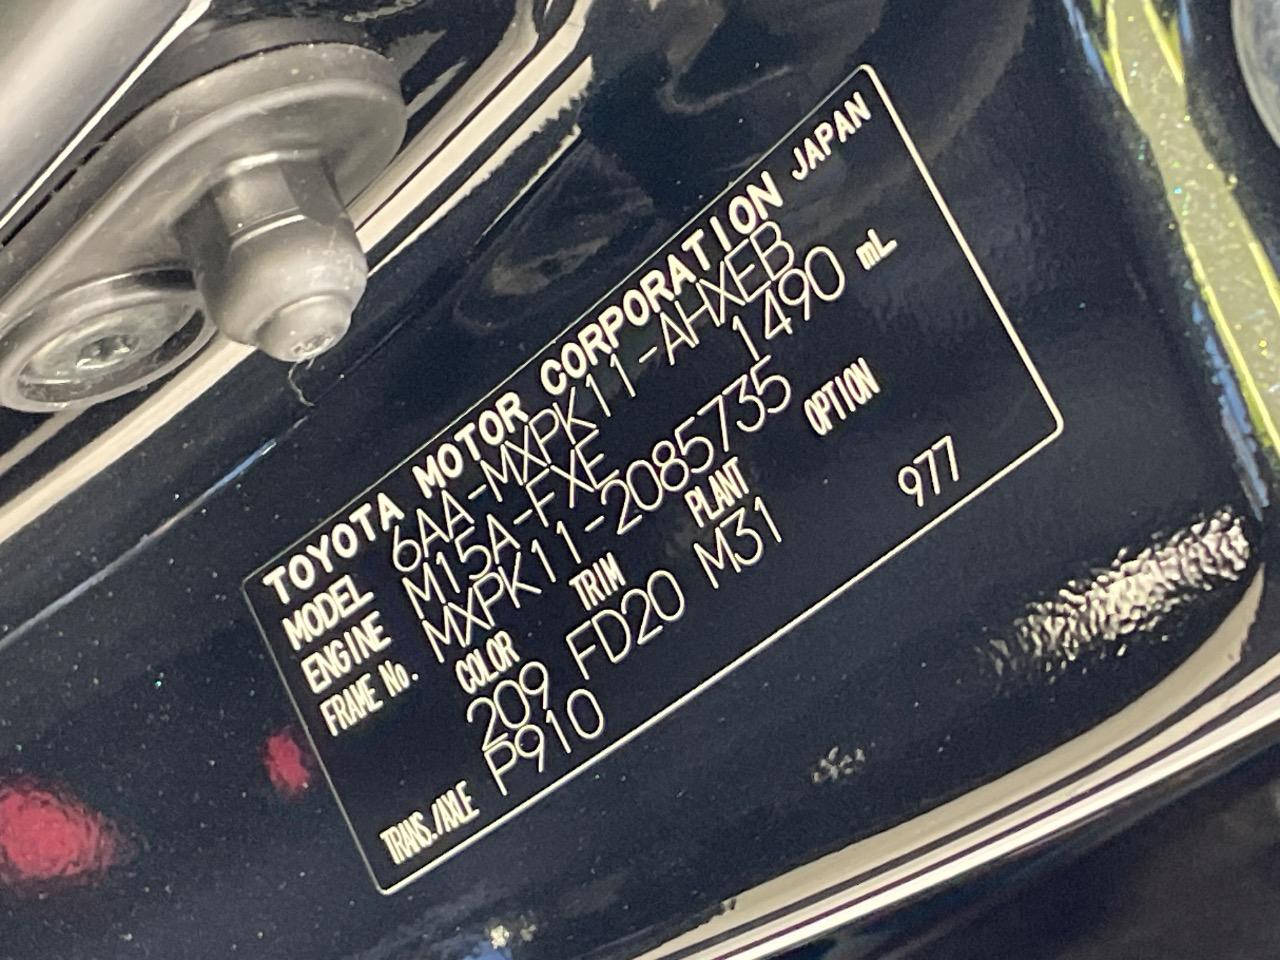 TOYOTA MOTOR CORPORATION JAPAN
MODEL 6AA-MXPK11-AHXEB
ENGINE M15A-FXE 1490 mL
FRAME No. MXPK11-2085735
COLOR TRIM PLANT OPTION
209 FD20 M31 977
TRANS./AXLE P910